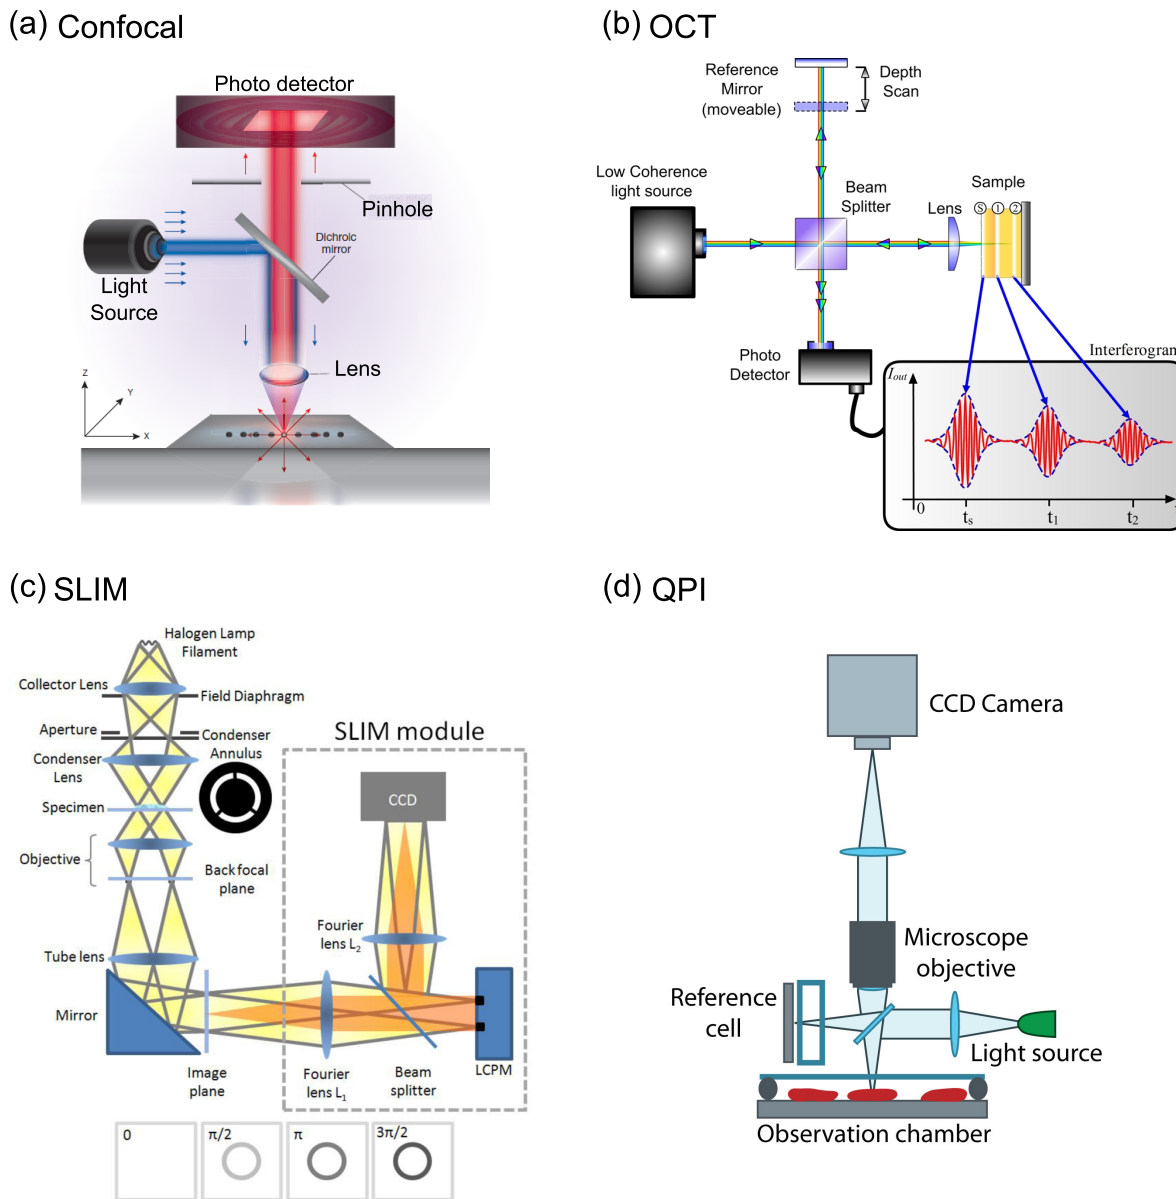 (a) Confocal
Photo detector
Pinhole
Dichroic
mirror
Light
Source
Lens
Z
Y
X
(b) OCT
Reference
Mirror
(moveable)
Depth
Scan
Low Coherence
light source
Beam
Splitter
Lens
Sample
S 1 2
Photo
Detector
Interferogram
Iout
0
ts t1 t2
(c) SLIM
Halogen Lamp
Filament
Collector Lens
Field Diaphragm
Aperture
Condenser
Annulus
Condenser
Lens
Specimen
Objective
Back focal
plane
Tube lens
Mirror
Image
plane
SLIM module
CCD
Fourier
lens L2
Fourier
lens L1
Beam
splitter
LCPM
0 π/2 π 3π/2
(d) QPI
CCD Camera
Microscope
objective
Reference
cell
Light source
Observation chamber